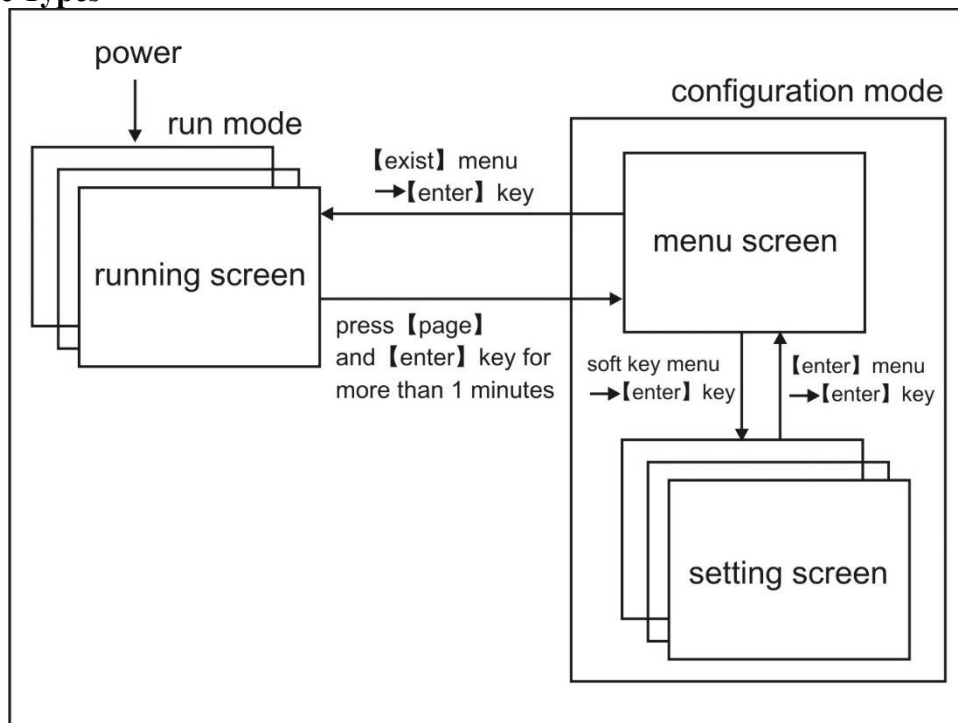 Types
power
run mode
configuration mode
【exist】menu
→【enter】key
running screen
menu screen
press【page】
and【enter】key for
more than 1 minutes
soft key menu
→【enter】key
【enter】menu
→【enter】key
setting screen